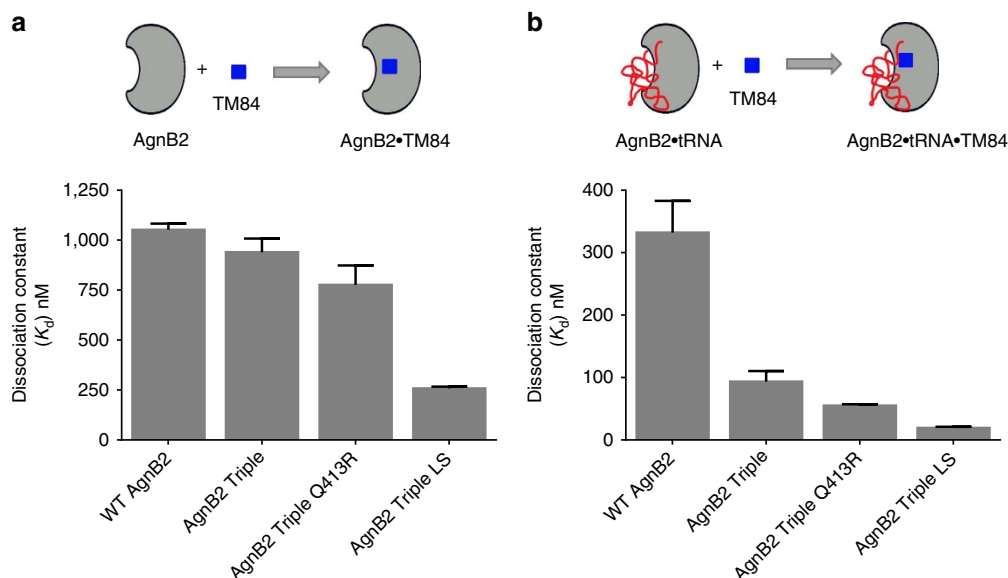 a
+
TM84
AgnB2
AgnB2•TM84
Dissociation constant
(Kd) nM
1,250
1,000
750
500
250
0
WT AgnB2
AgnB2 Triple
AgnB2 Triple Q413R
AgnB2 Triple LS
b
+
TM84
AgnB2•tRNA
AgnB2•tRNA•TM84
Dissociation constant
(Kd) nM
400
300
200
100
0
WT AgnB2
AgnB2 Triple
AgnB2 Triple Q413R
AgnB2 Triple LS